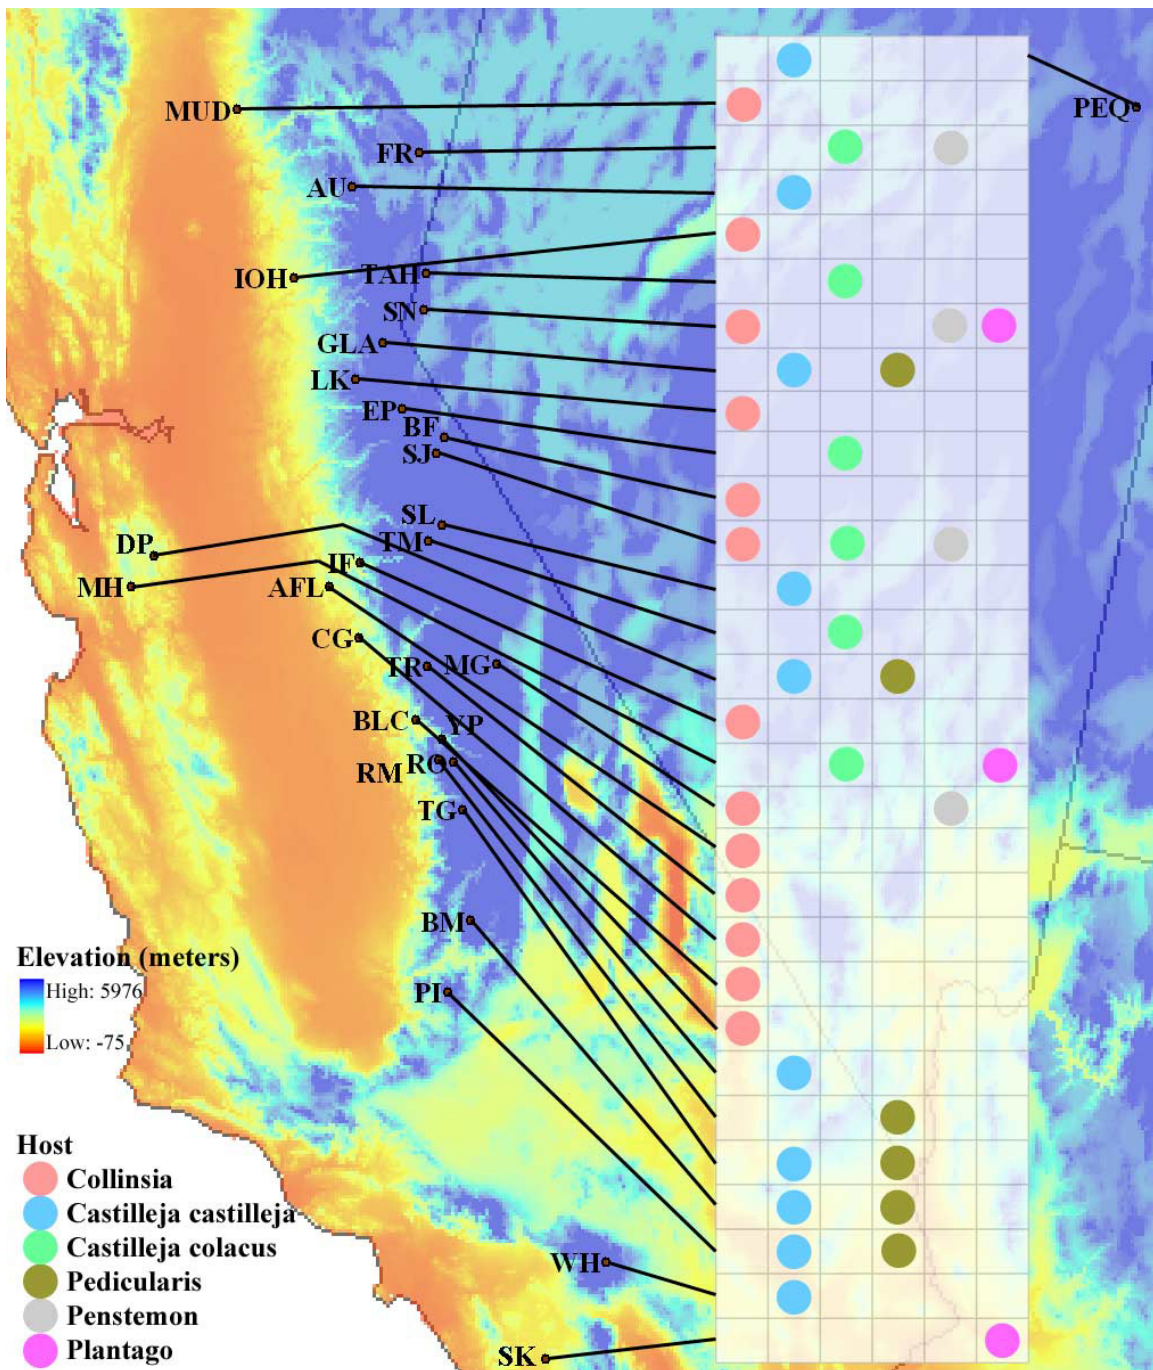 PEQ
MUD
FR
AU
IOH
TAH
SN
GLA
LK
EP
BF
SJ
SL
TM
DP
IF
MH
AFL
CG
TR
MG
BLC
YP
RO
RM
TG
BM
PI
WH
SK
Elevation (meters)
High: 5976
Low: -75
Host
Collinsia
Castilleja castilleja
Castilleja colacus
Pedicularis
Penstemon
Plantago